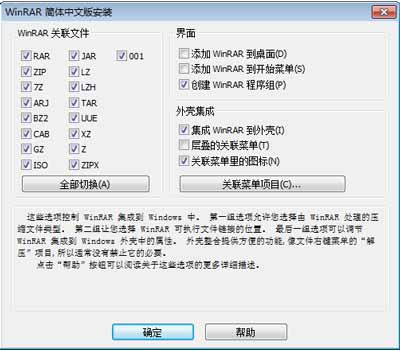 WinRAR 简体中文版安装
WinRAR 关联文件
RAR JAR 001
ZIP LZ
7Z LZH
ARJ TAR
BZ2 UUE
CAB XZ
GZ Z
ISO ZIPX
全部切换(A)
界面
添加 WinRAR 到桌面(D)
添加 WinRAR 到开始菜单(S)
创建 WinRAR 程序组(P)
外壳集成
集成 WinRAR 到外壳(I)
层叠的关联菜单(T)
关联菜单里的图标(N)
关联菜单项目(C)...
这些选项控制 WinRAR 集成到 Windows 中。 第一组选项允许您选择由 WinRAR 处理的压
缩文件类型。 第二组让您选择 WinRAR 可执行文件链接的位置。 最后一组选项可以调节
WinRAR 集成到 Windows 外壳中的属性。 外壳整合提供方便的功能,像文件右键菜单的“解
压”项目,所以通常没有禁止它的必要。
点击“帮助”按钮可以阅读关于这些选项的更多详细描述。
确定
帮助